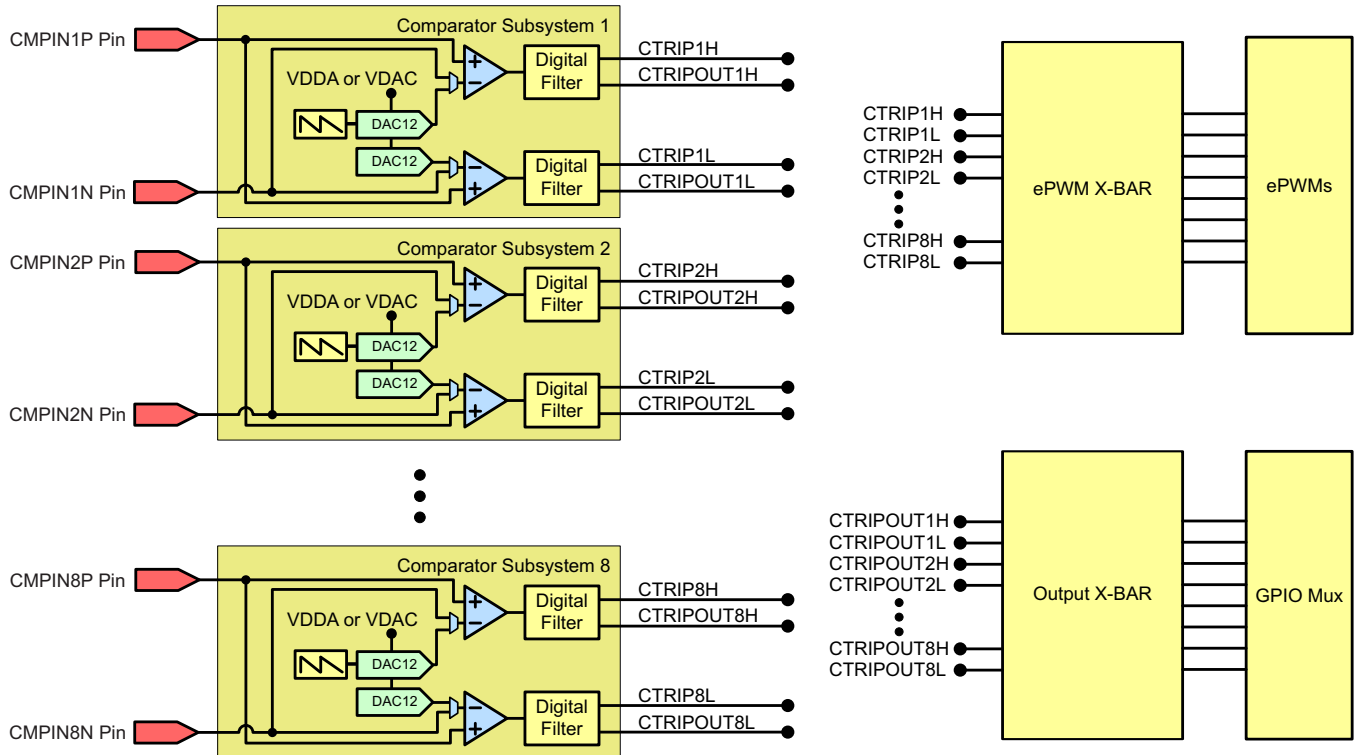 Comparator Subsystem 1
CMPIN1P Pin
VDDA or VDAC
DAC12
DAC12
Digital
Filter
CTRIP1H
CTRIPOUT1H
Digital
Filter
CTRIP1L
CTRIPOUT1L
CMPIN1N Pin
Comparator Subsystem 2
CMPIN2P Pin
VDDA or VDAC
DAC12
DAC12
Digital
Filter
CTRIP2H
CTRIPOUT2H
Digital
Filter
CTRIP2L
CTRIPOUT2L
CMPIN2N Pin
Comparator Subsystem 8
CMPIN8P Pin
VDDA or VDAC
DAC12
DAC12
Digital
Filter
CTRIP8H
CTRIPOUT8H
Digital
Filter
CTRIP8L
CTRIPOUT8L
CMPIN8N Pin
CTRIP1H
CTRIP1L
CTRIP2H
CTRIP2L
CTRIP8H
CTRIP8L
ePWM X-BAR
ePWMs
CTRIPOUT1H
CTRIPOUT1L
CTRIPOUT2H
CTRIPOUT2L
CTRIPOUT8H
CTRIPOUT8L
Output X-BAR
GPIO Mux